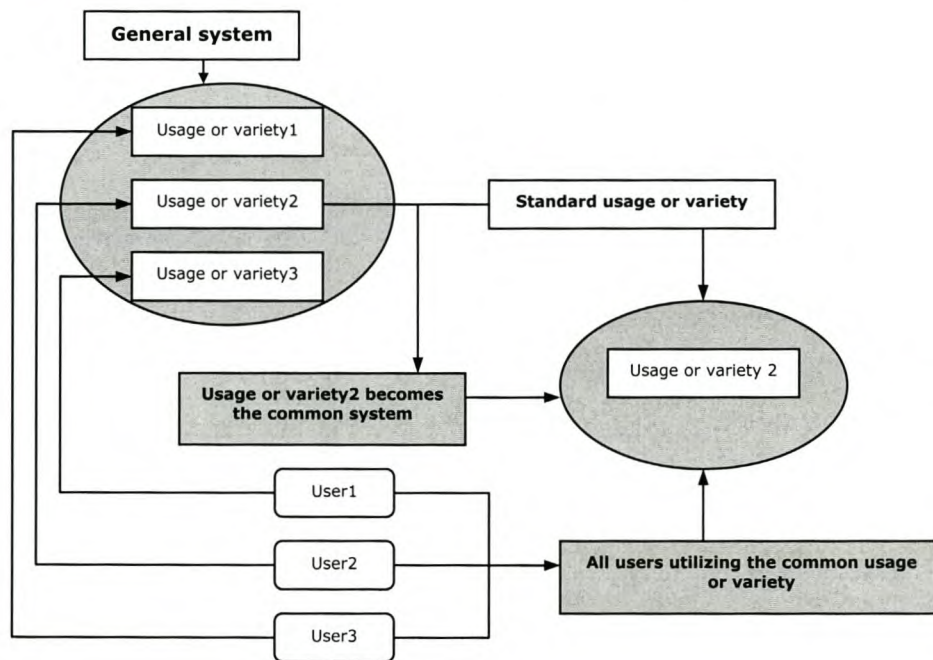 General system
Usage or variety1
Usage or variety2
Usage or variety3
Standard usage or variety
Usage or variety 2
Usage or variety2 becomes
the common system
User1
User2
User3
All users utilizing the common usage
or variety